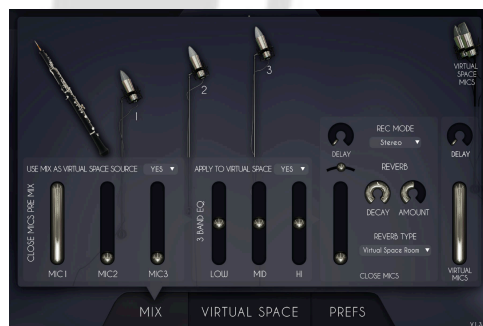 1
2
3
VIRTUAL
SPACE
MICS
DELAY
REC MODE
Stereo
DELAY
USE MIX AS VIRTUAL SPACE SOURCE YES
APPLY TO VIRTUAL SPACE YES
REVERB
CLOSE MICS PRE MIX
3 BAND EQ
DECAY AMOUNT
REVERB TYPE
Virtual Space Room
MIC1 MIC2 MIC3
LOW MID HI
CLOSE MICS
VIRTUAL
MICS
MIX VIRTUAL SPACE PREFS